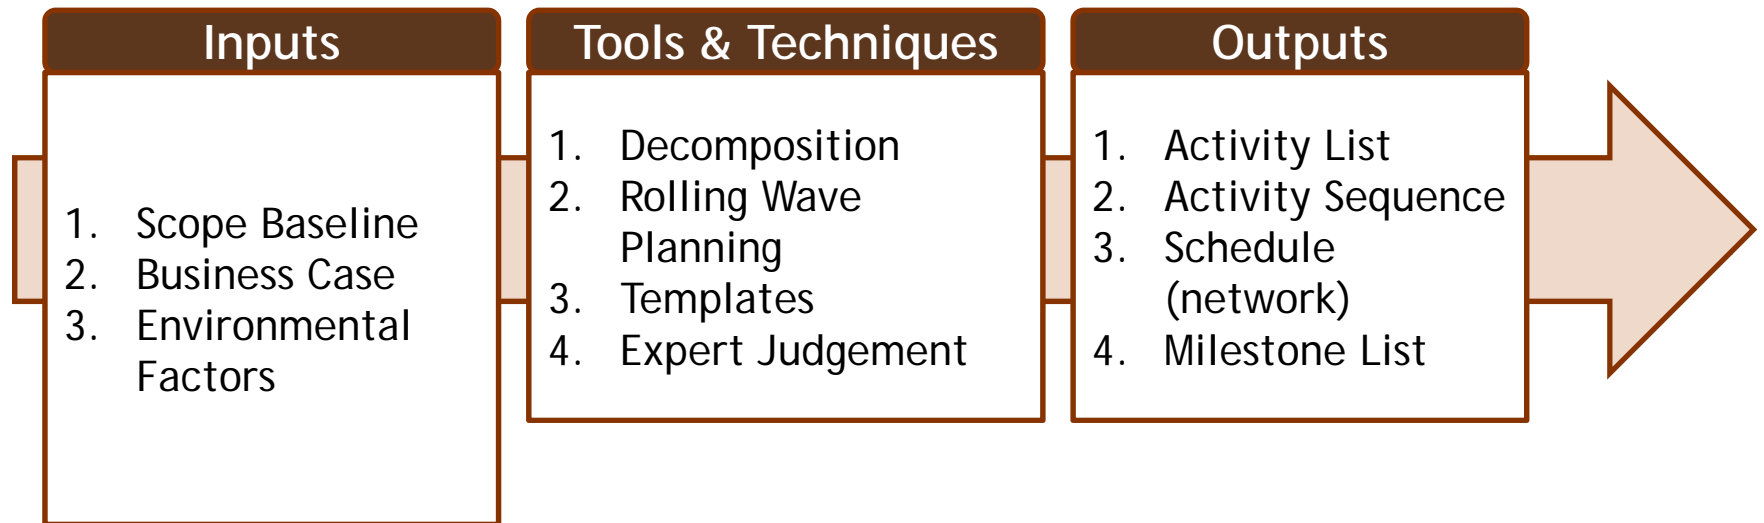 Inputs
1. Scope Baseline
2. Business Case
3. Environmental
Factors
Tools & Techniques
1. Decomposition
2. Rolling Wave
Planning
3. Templates
4. Expert Judgement
Outputs
1. Activity List
2. Activity Sequence
3. Schedule
(network)
4. Milestone List